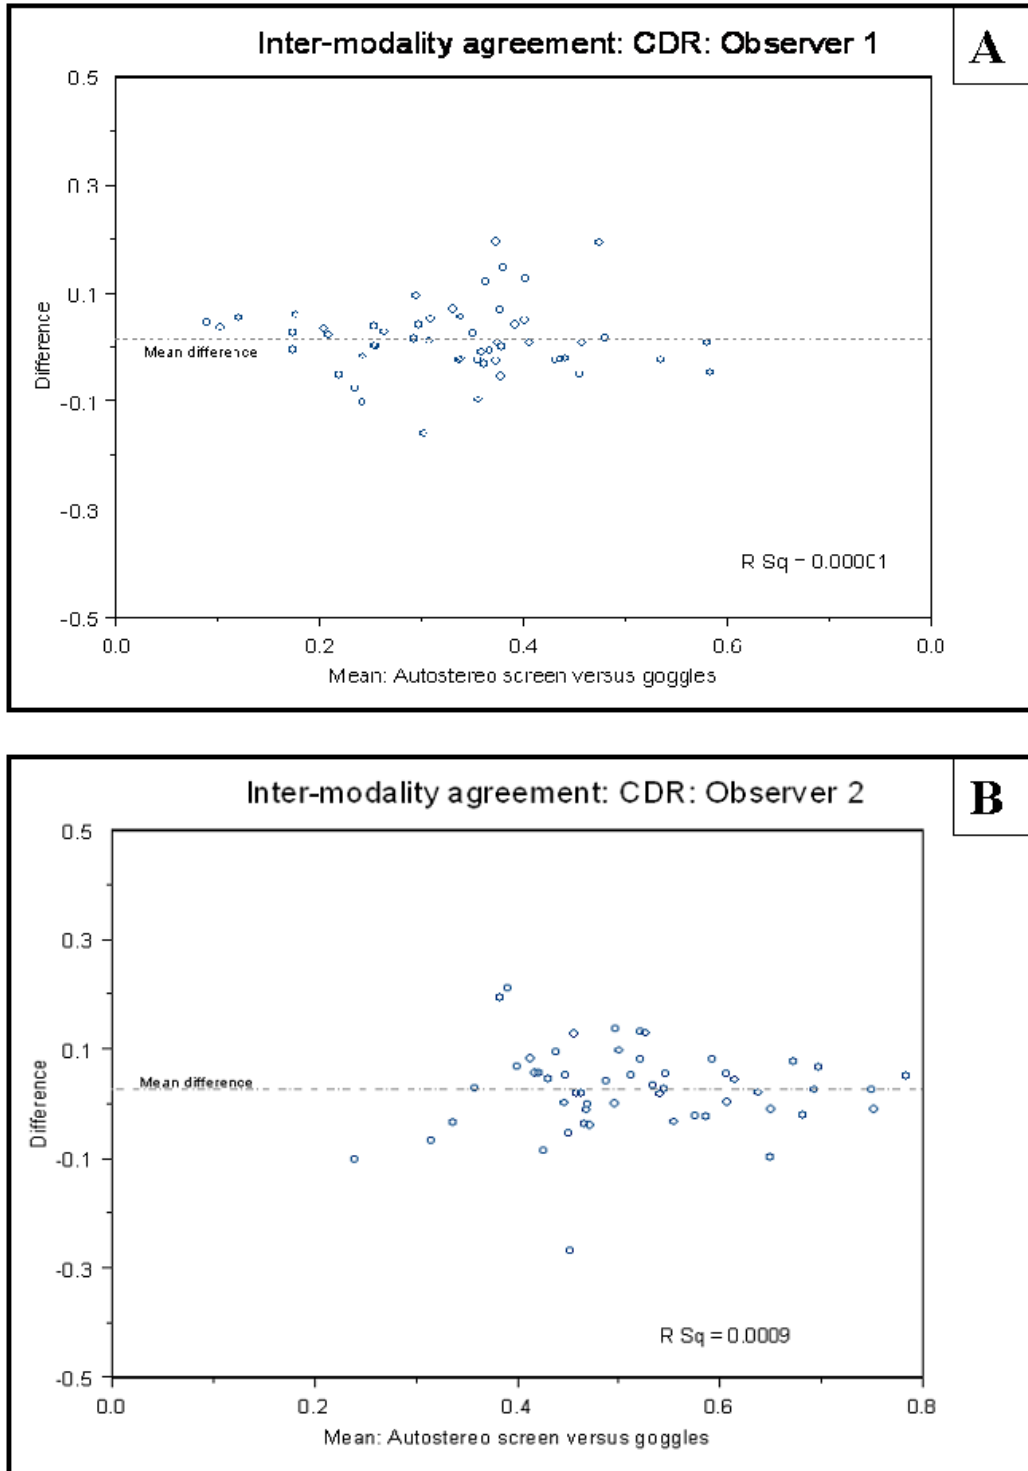 Inter-modality agreement: CDR: Observer 1
A
0.5
0.3
0.1
-0.1
-0.3
-0.5
Difference
Mean difference
R Sq = 0.00001
0.0 0.2 0.4 0.6 0.0
Mean: Autostereo screen versus goggles
Inter-modality agreement: CDR: Observer 2
B
0.5
0.3
0.1
-0.1
-0.3
-0.5
Difference
Mean difference
R Sq = 0.0009
0.0 0.2 0.4 0.6 0.8
Mean: Autostereo screen versus goggles